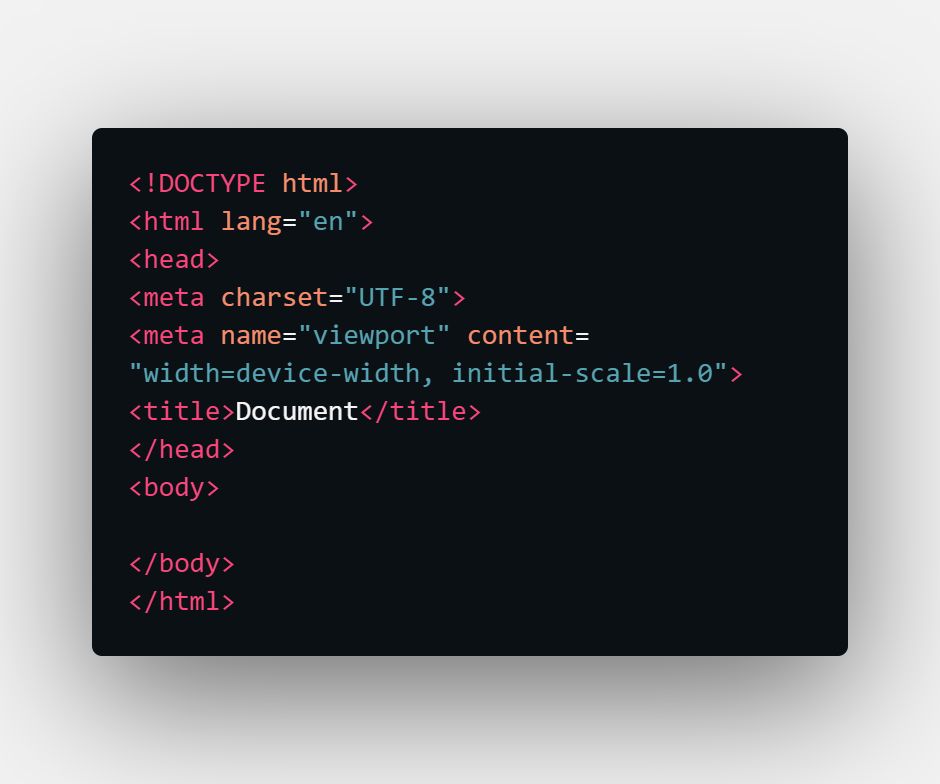 <!DOCTYPE html>
<html lang="en">
<head>
<meta charset="UTF-8">
<meta name="viewport" content=
"width=device-width, initial-scale=1.0">
<title>Document</title>
</head>
<body>

</body>
</html>